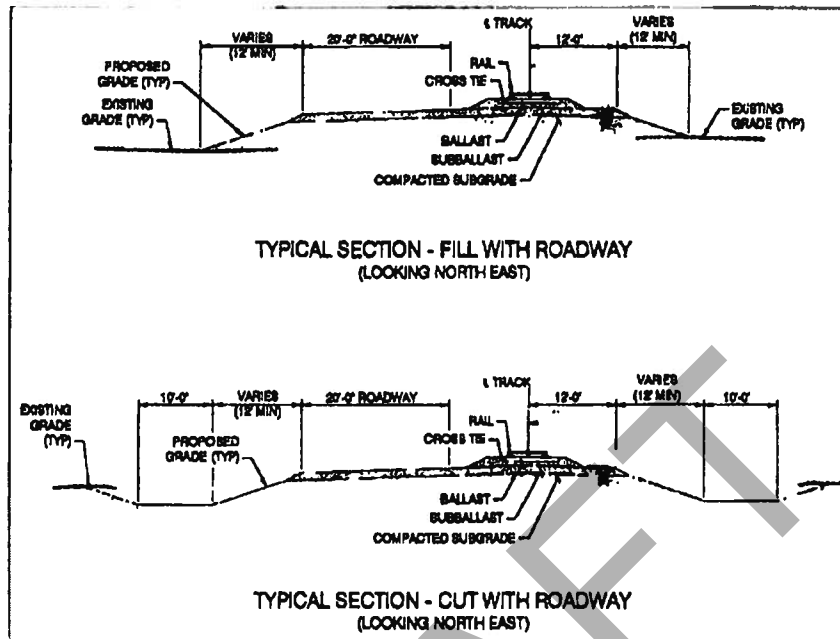 VARIES
(12' MIN)
20'-0" ROADWAY
℄ TRACK
12'-0"
VARIES
(12' MIN)
PROPOSED
GRADE (TYP)
EXISTING
GRADE (TYP)
RAIL
CROSS TIE
EXISTING
GRADE (TYP)
BALLAST
SUBBALLAST
COMPACTED SUBGRADE
TYPICAL SECTION - FILL WITH ROADWAY
(LOOKING NORTH EAST)
EXISTING
GRADE
(TYP)
10'-0"
VARIES
(12' MIN)
20'-0" ROADWAY
℄ TRACK
12'-0"
VARIES
(12' MIN)
10'-0"
PROPOSED
GRADE (TYP)
RAIL
CROSS TIE
BALLAST
SUBBALLAST
COMPACTED SUBGRADE
TYPICAL SECTION - CUT WITH ROADWAY
(LOOKING NORTH EAST)